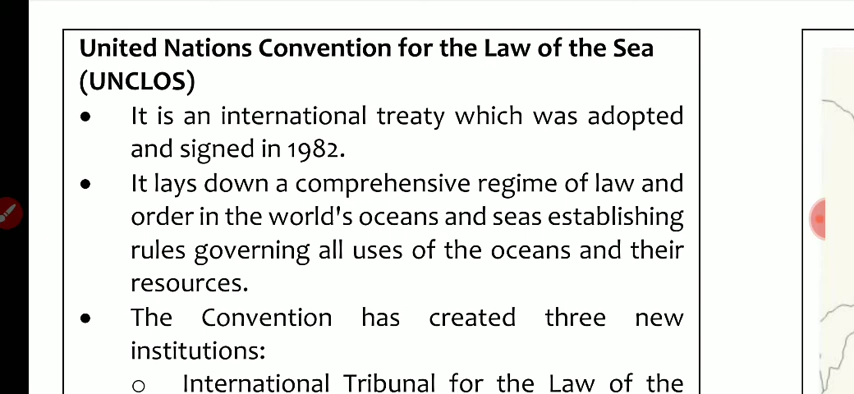 United Nations Convention for the Law of the Sea
(UNCLOS)
• It is an international treaty which was adopted
and signed in 1982.
• It lays down a comprehensive regime of law and
order in the world's oceans and seas establishing
rules governing all uses of the oceans and their
resources.
• The Convention has created three new
institutions:
o International Tribunal for the Law of the